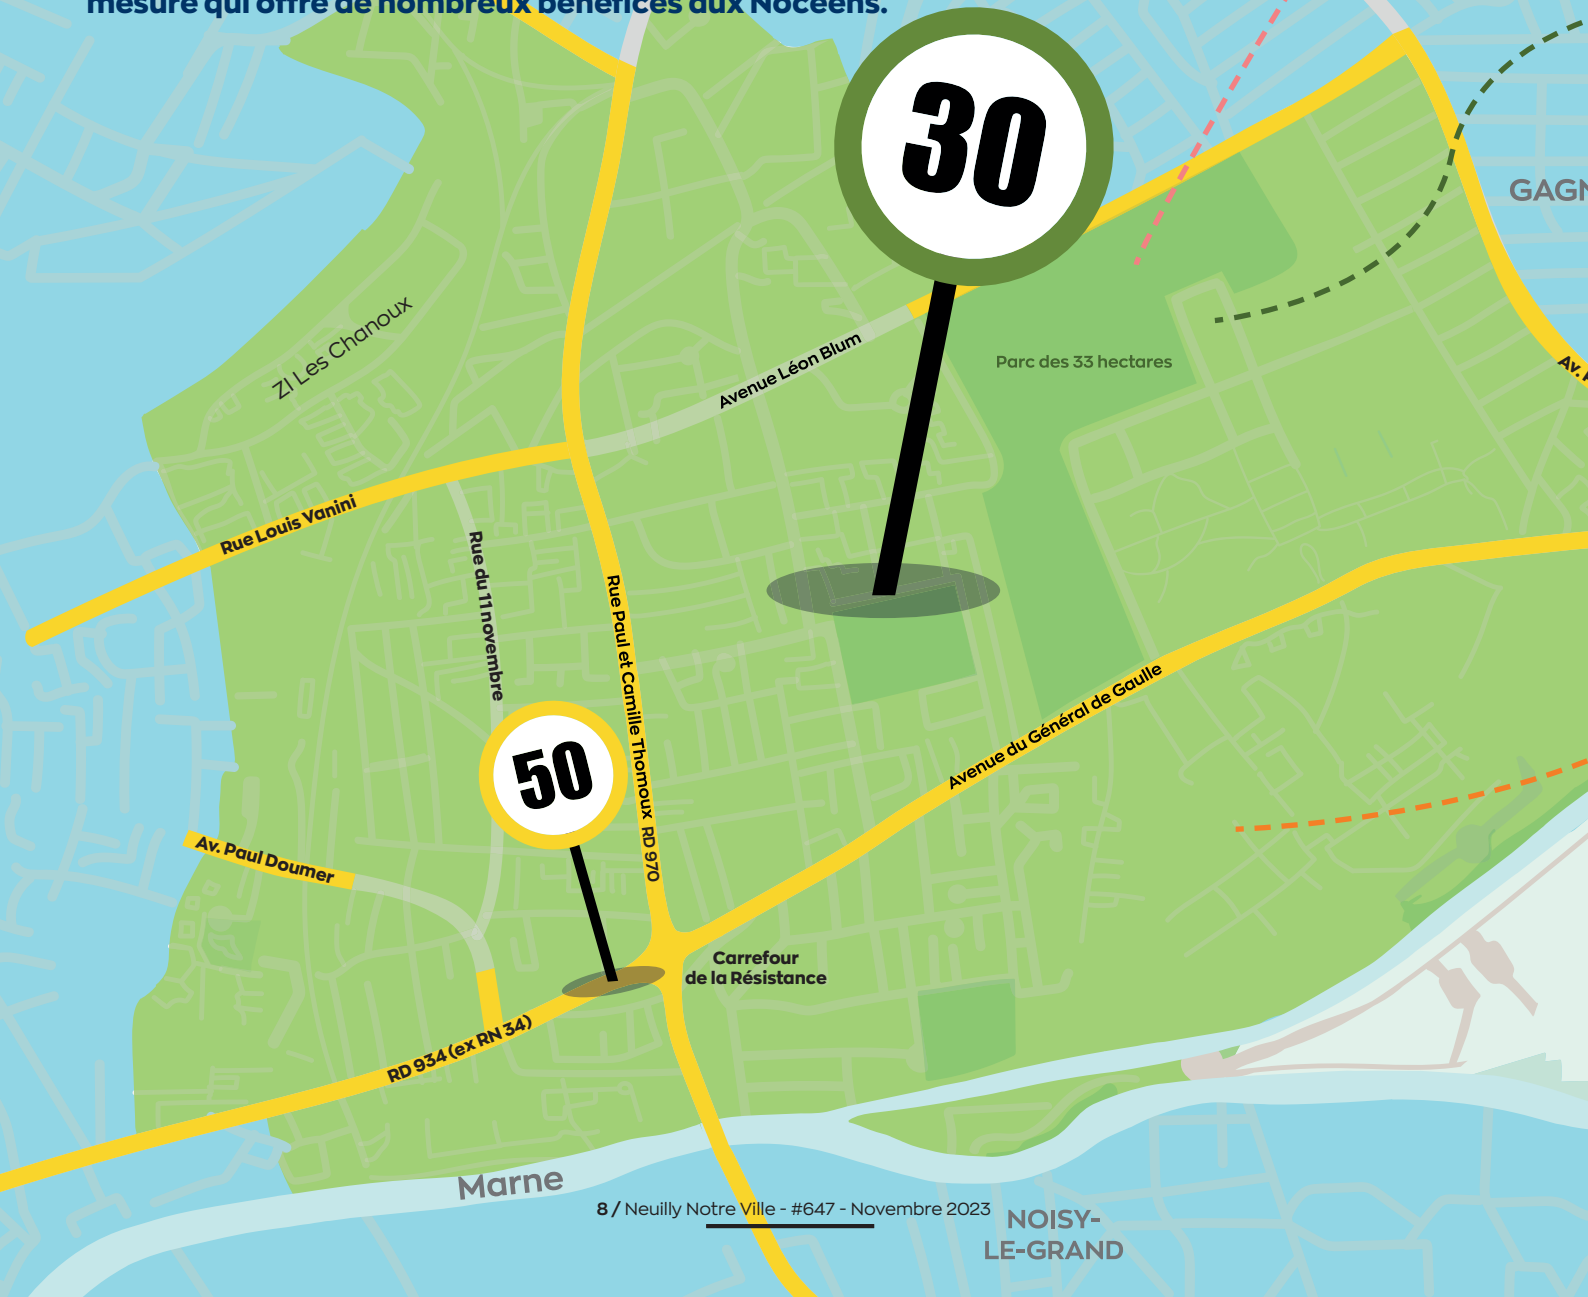 mesure qui offre de nombreux bénéfices aux Nocéens.
30
GAGN
ZI Les Chanoux
Avenue Léon Blum
Parc des 33 hectares
Av.
Rue Louis Vanini
Rue du 11 novembre
Rue Paul et Camille Thomoux RD 970
Avenue du Général de Gaulle
50
Av. Paul Doumer
Carrefour
de la Résistance
RD 934 (ex RN 34)
Marne
8 / Neuilly Notre Ville - #647 - Novembre 2023
NOISY-
LE-GRAND